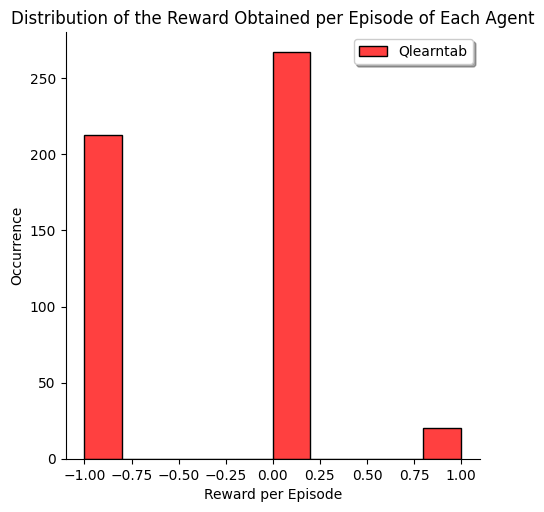 Distribution of the Reward Obtained per Episode of Each Agent
Qlearntab
Occurrence
250
200
150
100
50
0
−1.00 −0.75 −0.50 −0.25 0.00 0.25 0.50 0.75 1.00
Reward per Episode